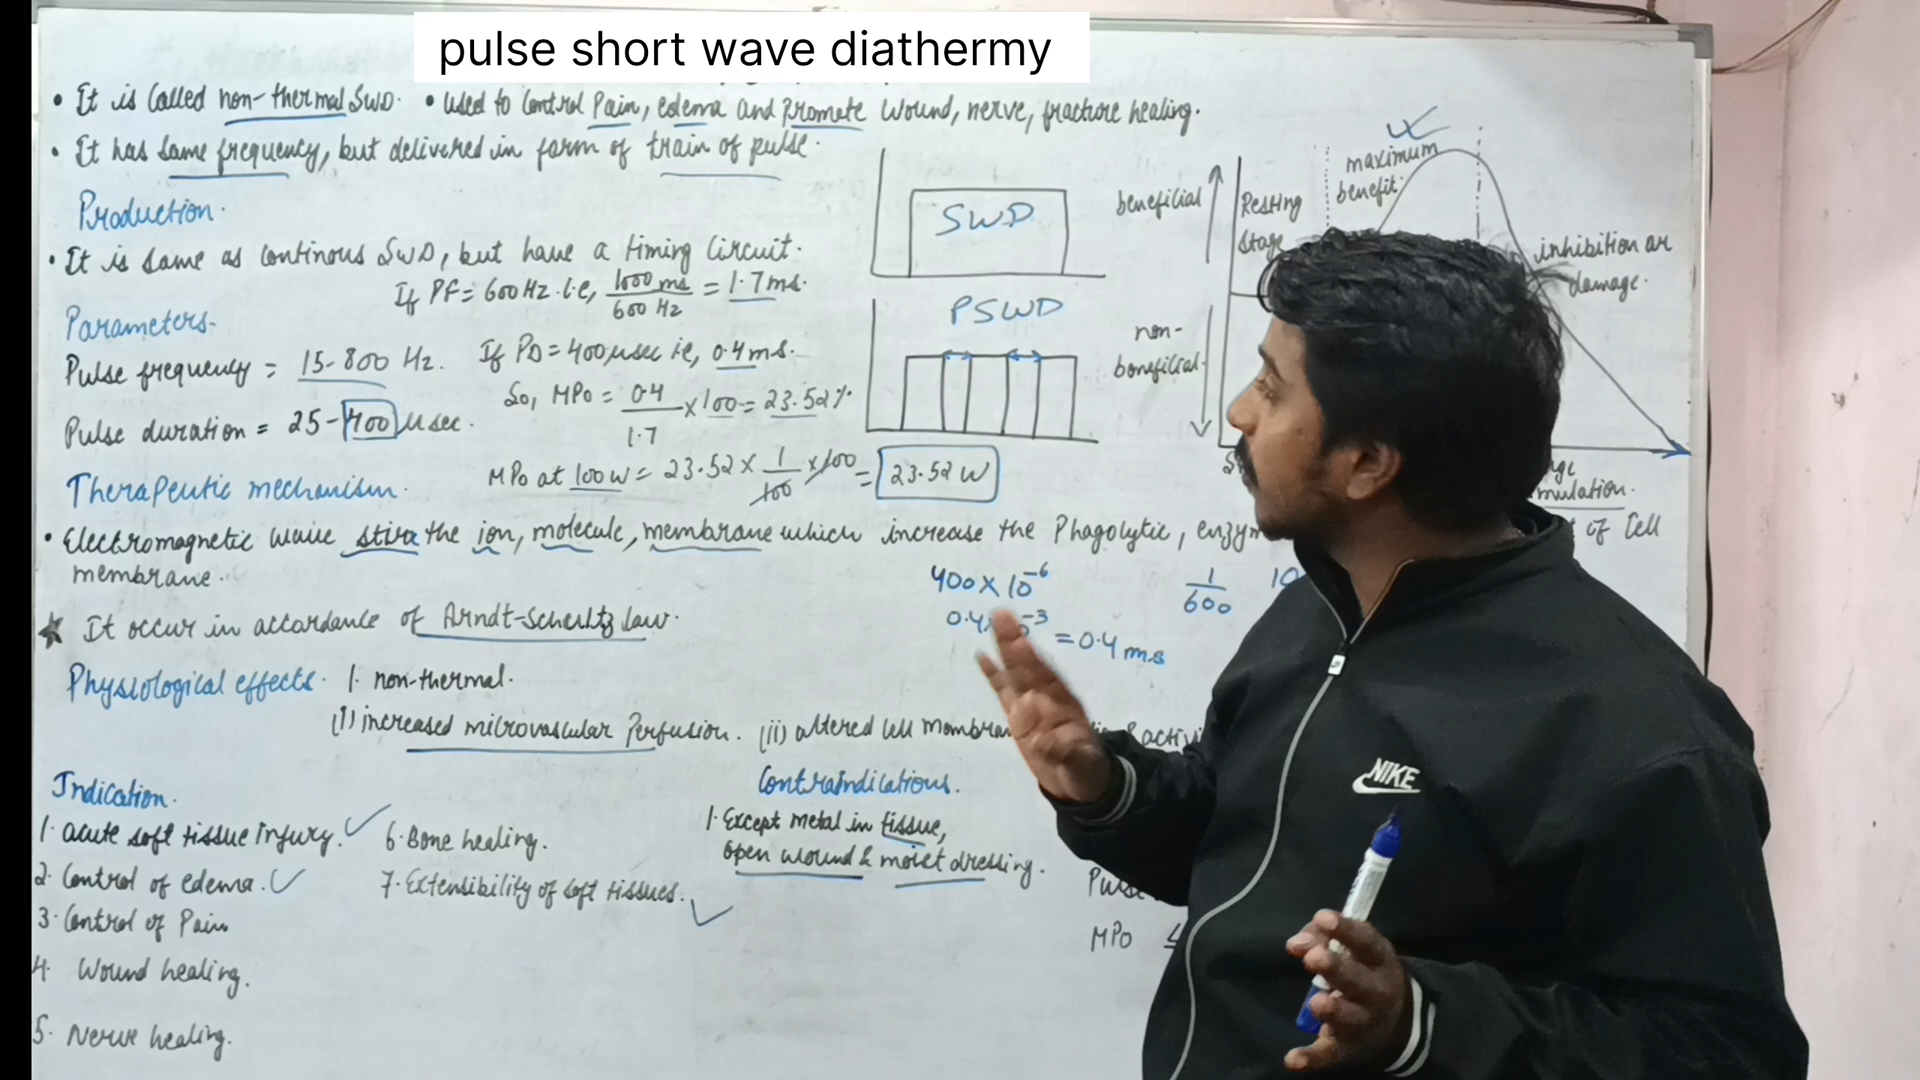 pulse short wave diathermy
• It is called non-thermal SWD. • used to control Pain, edema and promote wound, nerve, fracture healing.
• It has same frequency, but delivered in form of train of pulse.
Production.
• It is same as continous SWD, but have a timing circuit.
If PF = 600 Hz. i.e, 1000 ms / 600 Hz = 1.7 ms.
Parameters-
Pulse frequency = 15-800 Hz.
If PD = 400 μsec ie, 0.4 ms.
So, MPO = 0.4 / 1.7 × 100 = 23.52 %
Pulse duration = 25-400 μsec.
MPO at 100 W = 23.52 × 1 / 100 × 100 = 23.52 W
SWD
PSWD
beneficial
non-
beneficial.
Resting
stage
maximum
benefit.
inhibition or
damage.
mulation.
Therapeutic mechanism.
• Electromagnetic wave the ion, molecule, membrane which increase the Phagolytic, of Cell
membrane.
400 × 10⁻⁶
= 0.4 ms
1 / 600
10
★ It occur in accordance of Arndt-Schultz law.
Physiological effects. 1. non-thermal.
(i) increased microvascular Perfusion. (ii) altered cell
Indication.
1. acute soft tissue injury.
2. Control of edema.
3. Control of Pain
4. Wound healing.
5. Nerve healing.
6. Bone healing.
7. Extensibility of soft tissues.
Contraindications.
1. Except metal in tissue,
open wound & moist dressing.
MPO
NIKE